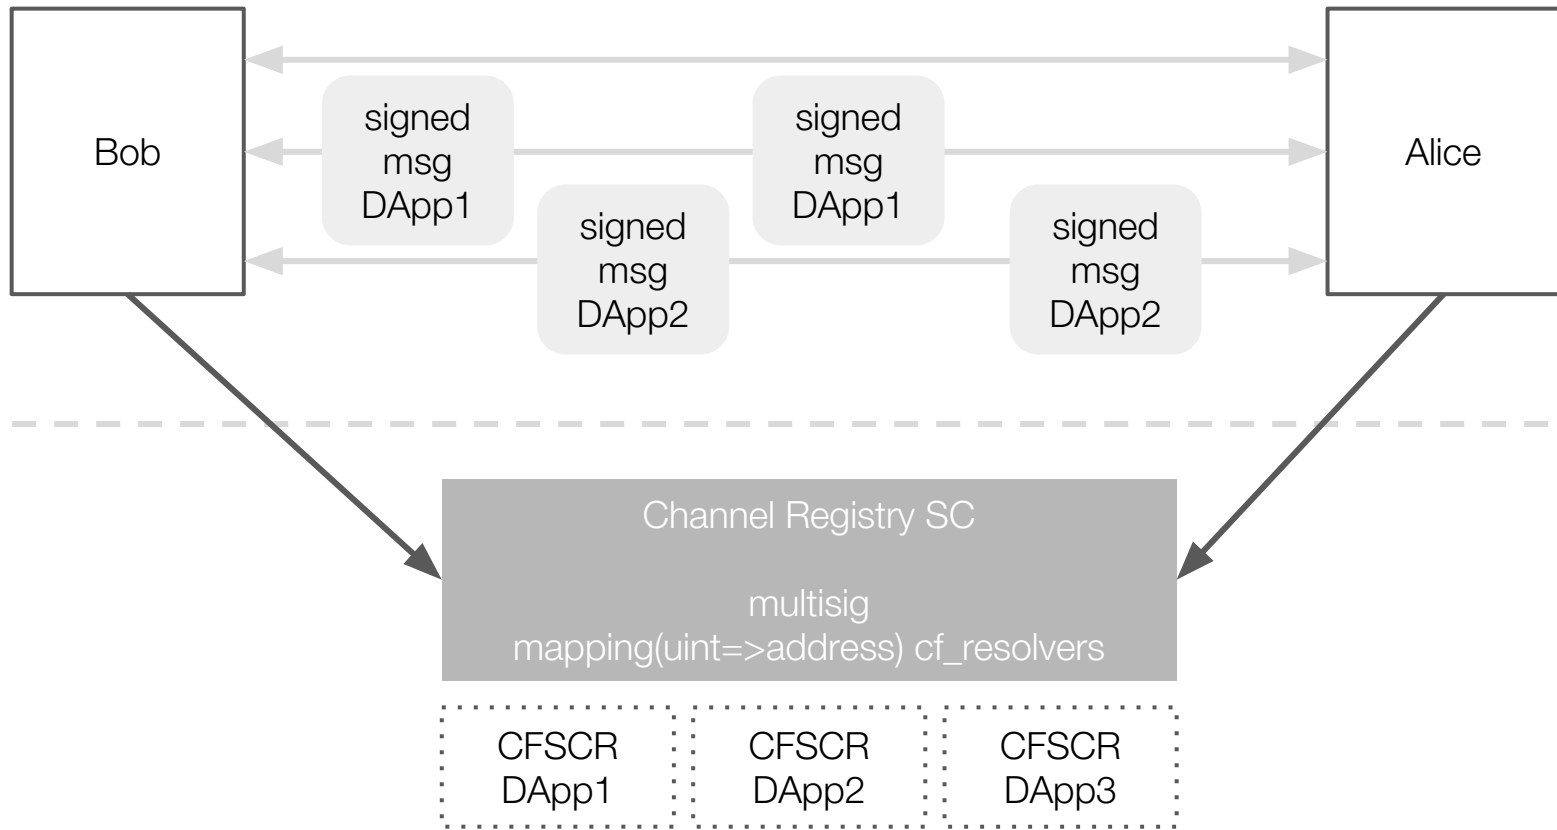 Bob
signed
msg
DApp1
signed
msg
DApp1
Alice
signed
msg
DApp2
signed
msg
DApp2
Channel Registry SC
multisig
mapping(uint=>address) cf_resolvers
CFSCR
DApp1
CFSCR
DApp2
CFSCR
DApp3